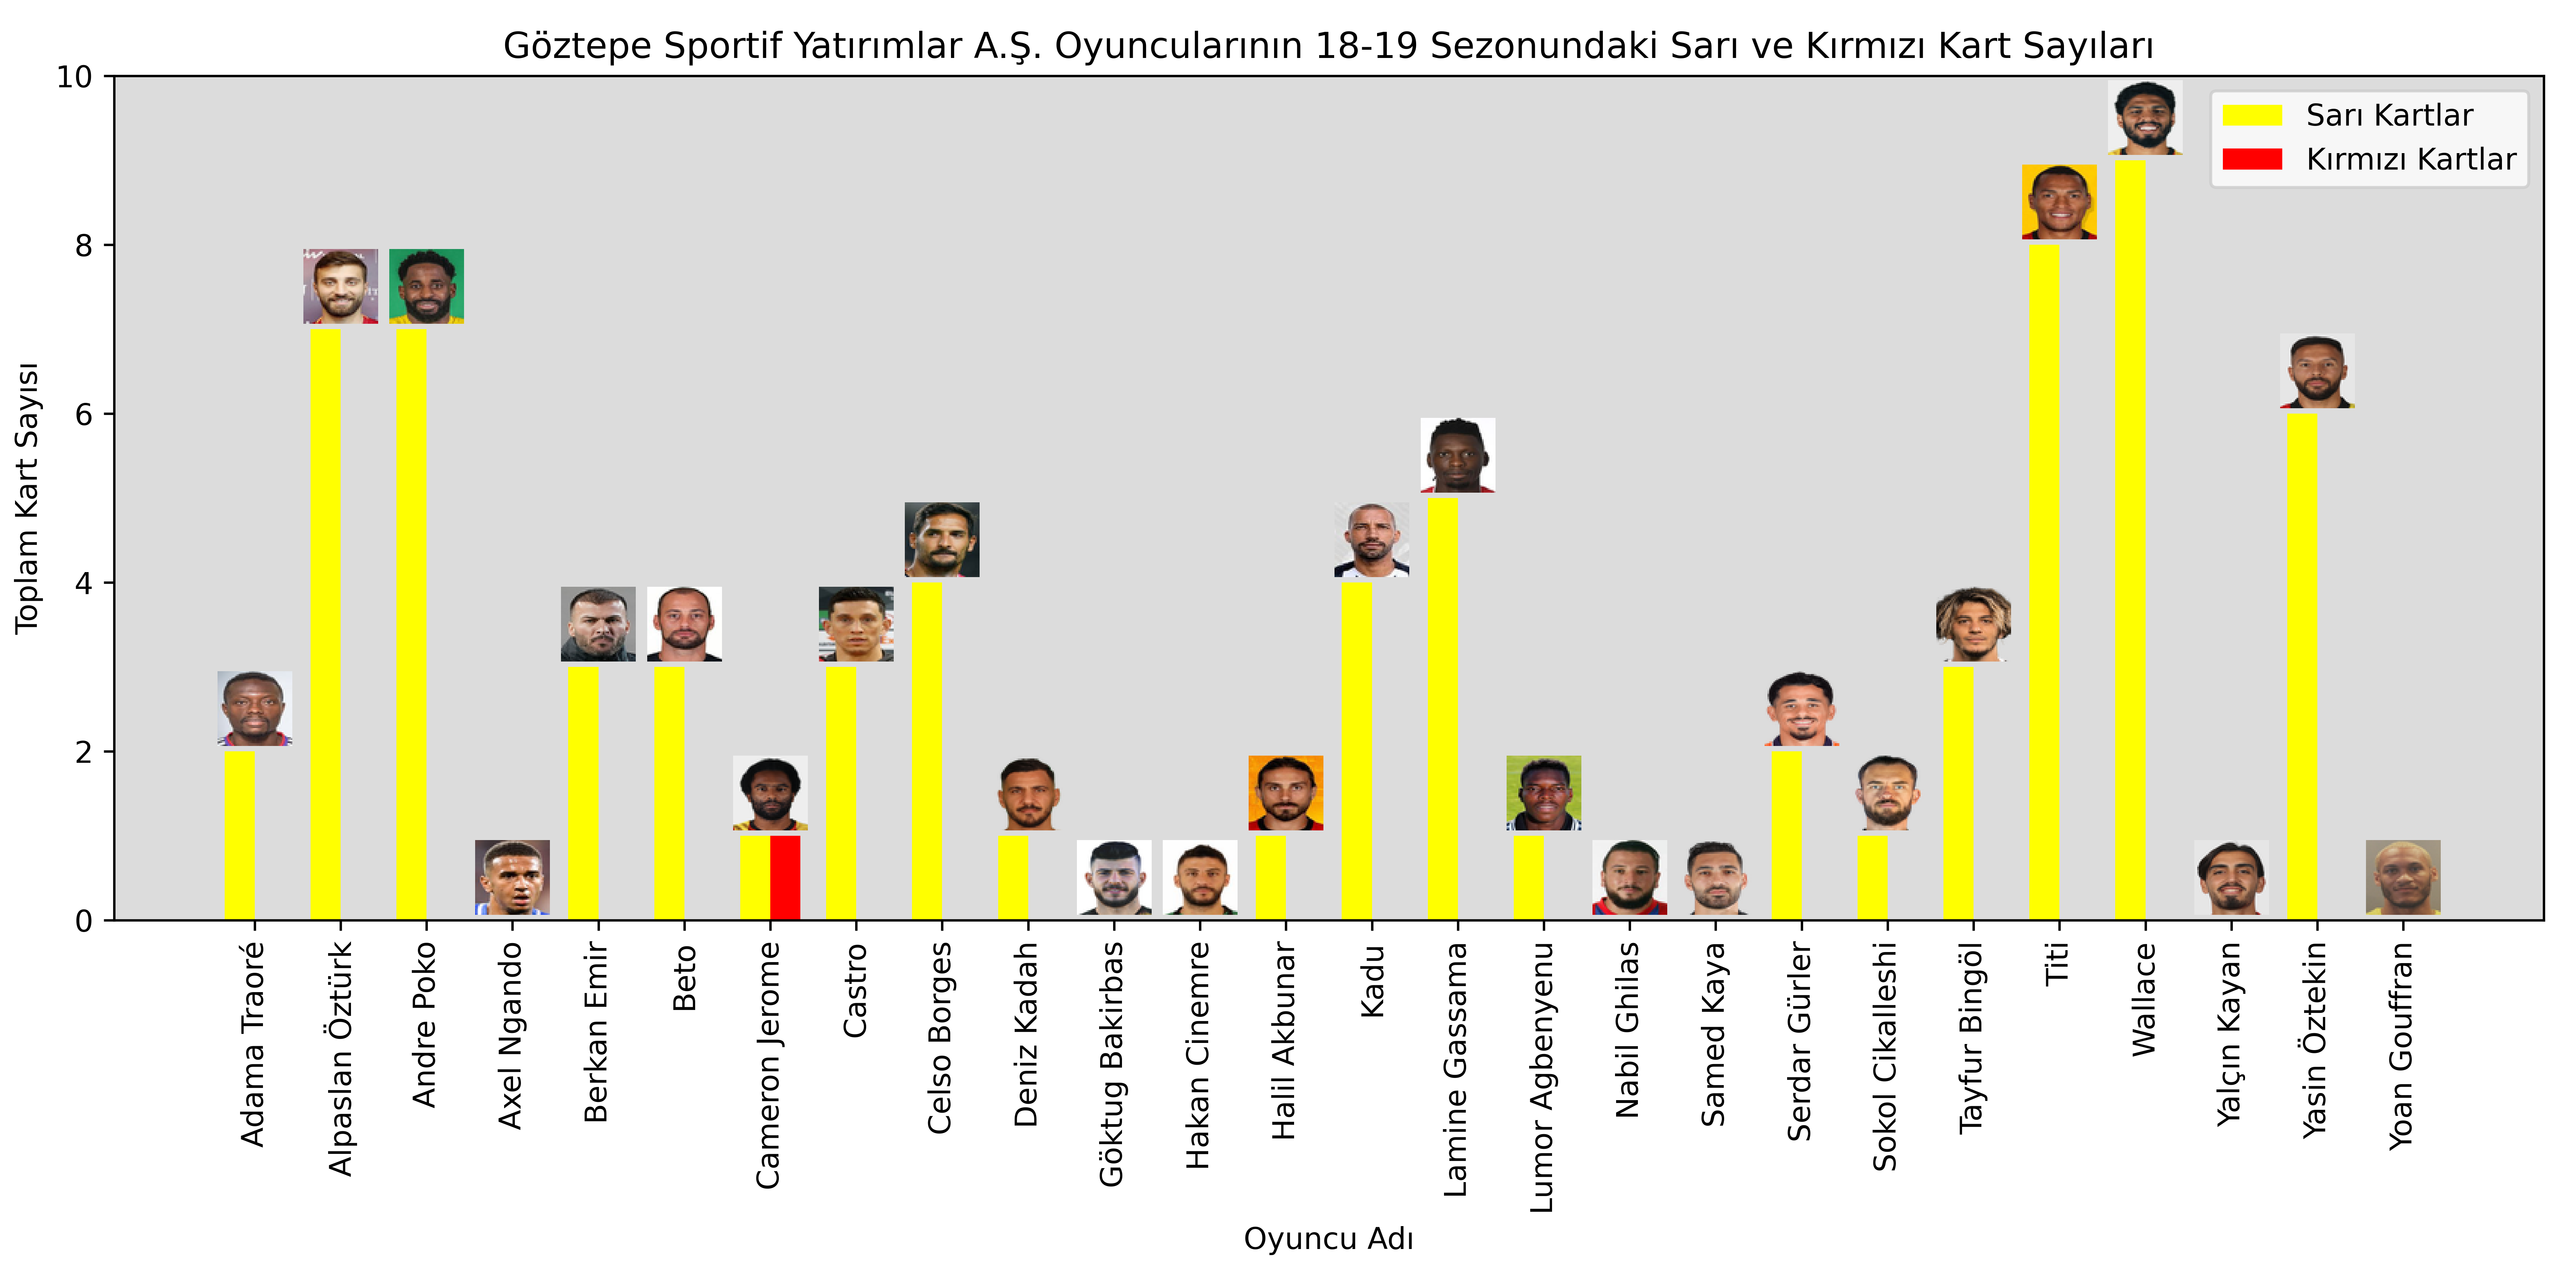 Göztepe Sportif Yatırımlar A.Ş. Oyuncularının 18-19 Sezonundaki Sarı ve Kırmızı Kart Sayıları
Sarı Kartlar
Kırmızı Kartlar
Toplam Kart Sayısı
10
8
6
4
2
0
Adama Traoré
Alpaslan Öztürk
Andre Poko
Axel Ngando
Berkan Emir
Beto
Cameron Jerome
Castro
Celso Borges
Deniz Kadah
Göktug Bakirbas
Hakan Cinemre
Halil Akbunar
Kadu
Lamine Gassama
Lumor Agbenyenu
Nabil Ghilas
Samed Kaya
Serdar Gürler
Sokol Cikalleshi
Tayfur Bingöl
Titi
Wallace
Yalçın Kayan
Yasin Öztekin
Yoan Gouffran
Oyuncu Adı